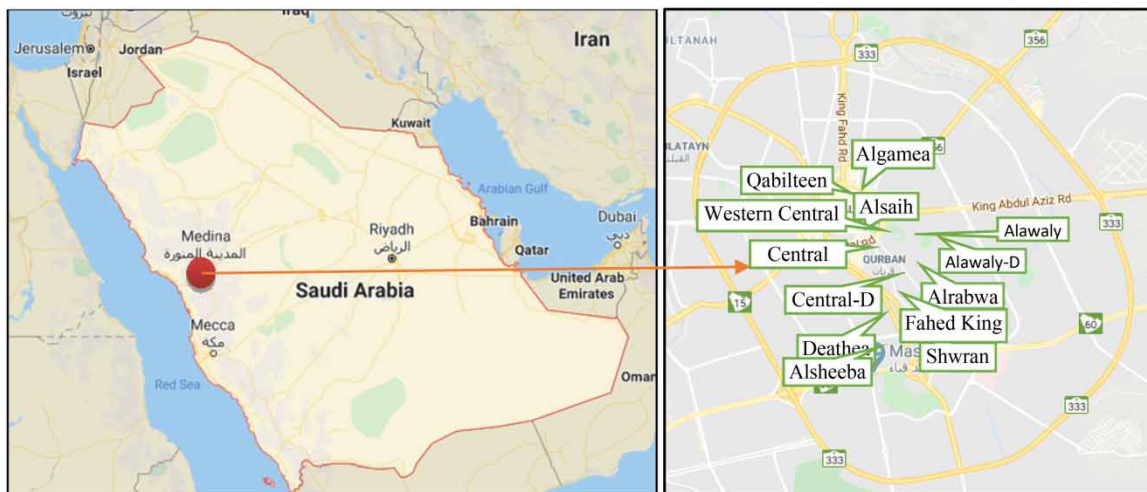 Iraq
Jerusalem
Jordan
Israel
Iran
Kuwait
Arabian Gulf
Medina
المدينة المنورة
Riyadh
الرياض
Bahrain
Dubai
دبي
Qatar
Saudi Arabia
United Arab
Emirates
Mecca
مكة
Red Sea
Oman
ULTANAH
333
356
King Fahd Rd
Algamea
Qabilteen
Alsaih
King Abdul Aziz Rd
Western Central
333
Alawaly
Central
QURBAN
قربان
Alawaly-D
Central-D
Alrabwa
15
Fahed King
60
Deathea
Shwran
Alsheeba
333
333